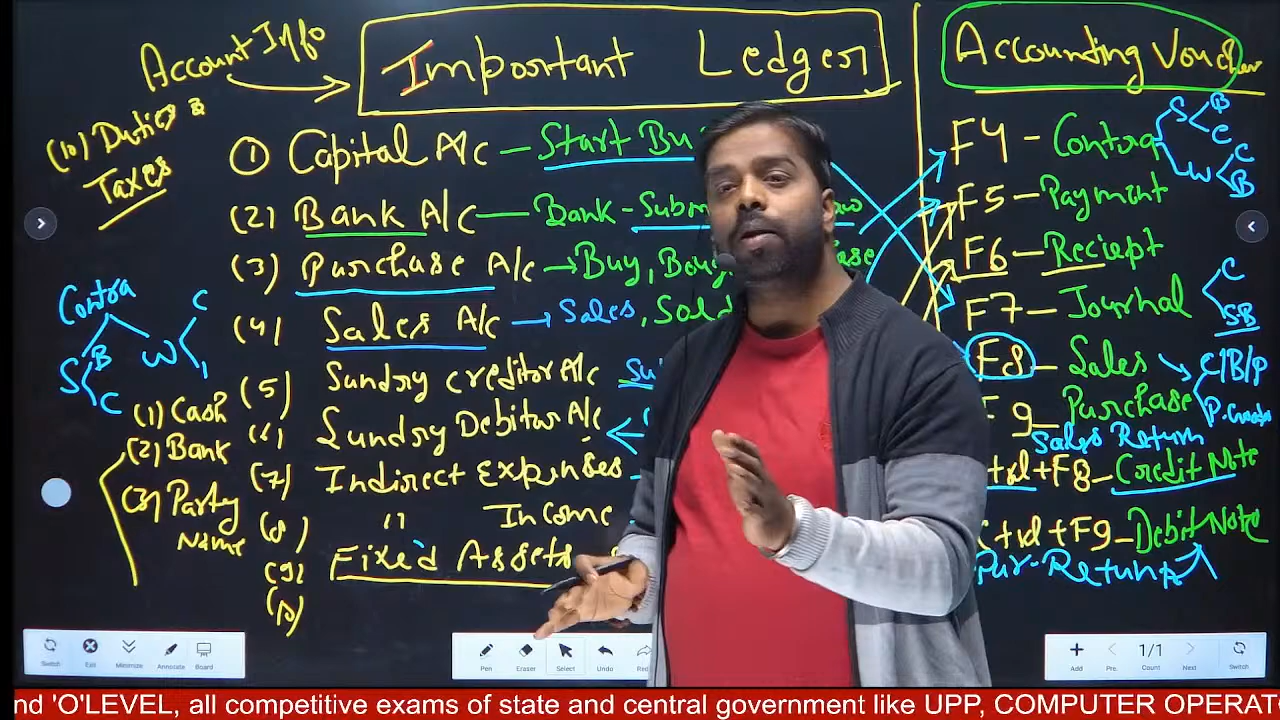 Account Info
Important Ledger
Accounting Voucher
(10) Duties &
Taxes
① Capital A/c — Start Bu
(2) Bank A/c — Bank - Subm
(3) Purchase A/c → Buy,
(4) Sales A/c → Sales, Sold
(5) Sundry creditor A/c
(6) Sundry Debitor A/c
(7) Indirect Expenses
(8) " Income
(9) Fixed Assets
(10)
Contra
S B C
W C
(1) Cash
(2) Bank
(3) Party
Name
F4 - Contra
S B C
W C B
F5 - Payment
F6 - Reciept
F7 - Journal
C
SB
F8 - Sales
C/B/P
F9 - Purchase
Sales Return
Ctrl+F8 - Credit Note
Ctrl+F9 - Debit Note
Pur-Return
Switch
Exit
Minimize
Annotate
Board
Pen
Eraser
Select
Undo
Red
Add
Pre.
1/1
Count
Next
Switch
nd 'O'LEVEL, all competitive exams of state and central government like UPP, COMPUTER OPERAT